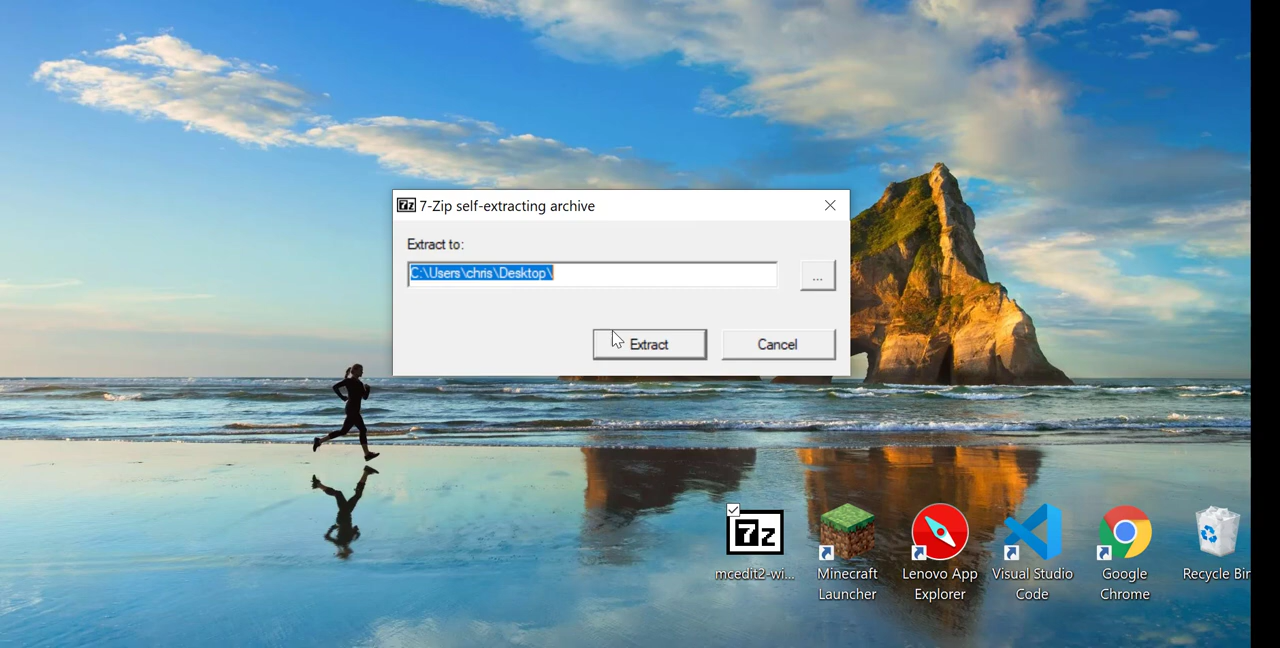 7z 7-Zip self-extracting archive
Extract to:
C:\Users\chris\Desktop\
...
Extract
Cancel
7z
mcedit2-wi...
Minecraft
Launcher
Lenovo App
Explorer
Visual Studio
Code
Google
Chrome
Recycle Bin